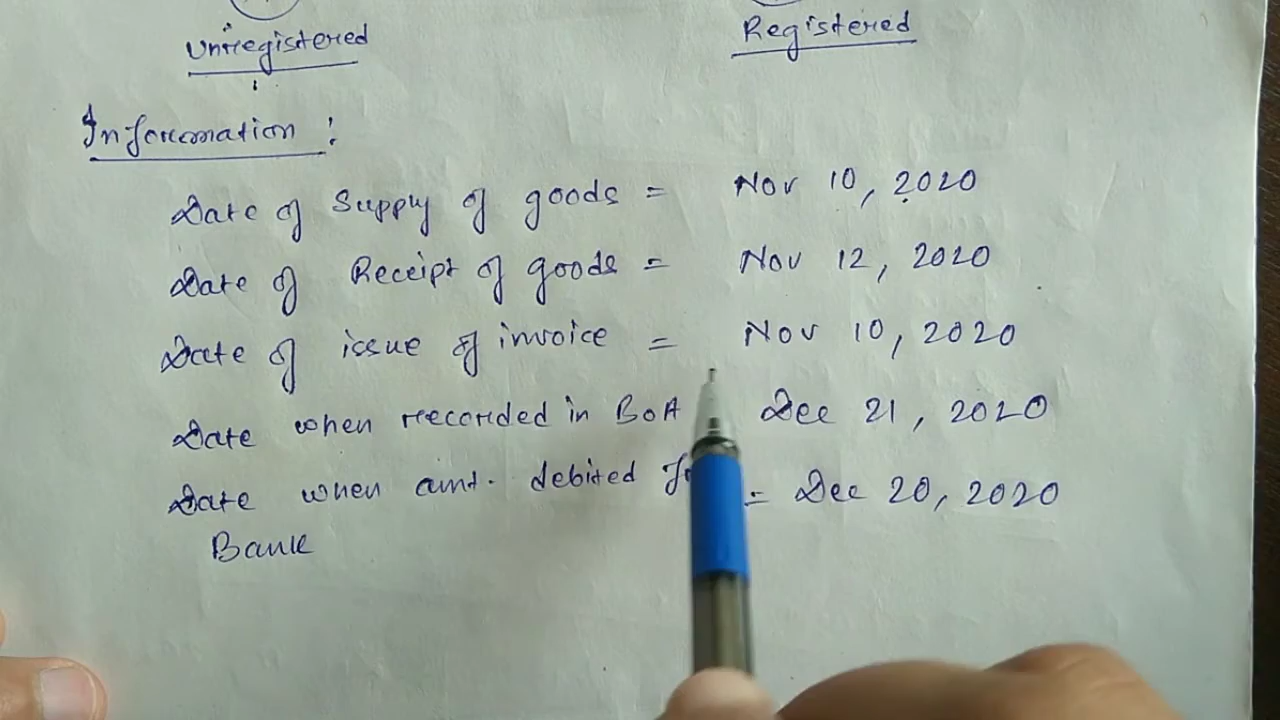 Unregistered
Registered
Information :
Date of Supply of goods = Nov 10, 2020
Date of Receipt of goods = Nov 12, 2020
Date of issue of invoice = Nov 10, 2020
Date when recorded in BOA Dec 21, 2020
Date when amt. debited = Dec 20, 2020
Bank